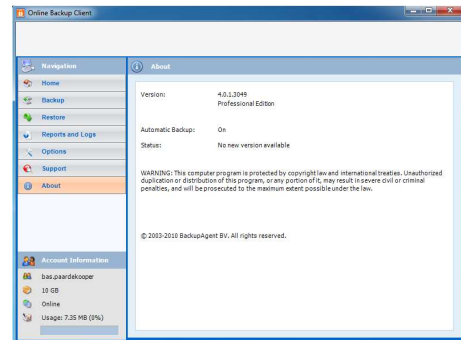 Online Backup Client
Navigation
Home
Backup
Restore
Reports and Logs
Options
Support
About
Account Information
bas.paardekooper
10 GB
Online
Usage: 7.35 MB (0%)
About
Version: 4.0.1.3049
Professional Edition
Automatic Backup: On
Status: No new version available
WARNING: This computer program is protected by copyright law and international treaties. Unauthorized
duplication or distribution of this program, or any portion of it, may result in severe civil or criminal
penalties, and will be prosecuted to the maximum extent possible under the law.
© 2003-2010 BackupAgent BV. All rights reserved.